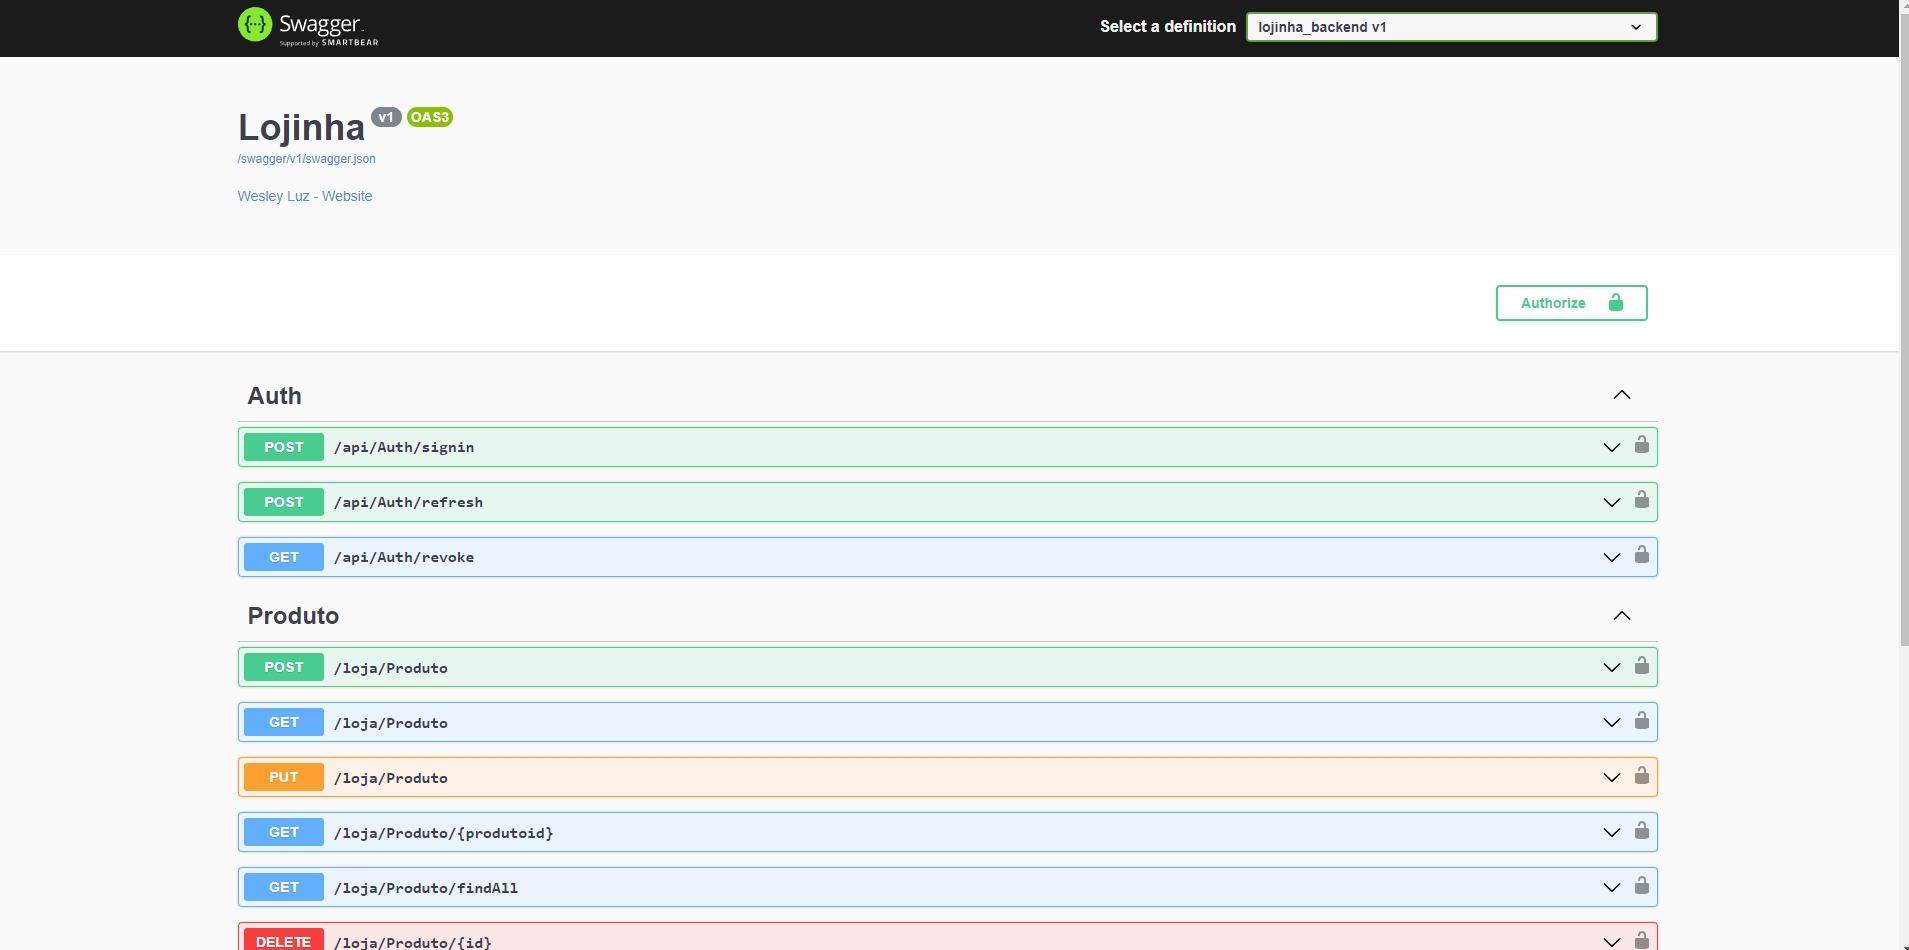 Swagger
Supported by SMARTBEAR
Select a definition
lojinha_backend v1
Lojinha v1 OAS3
/swagger/v1/swagger.json
Wesley Luz - Website
Authorize
Auth
POST /api/Auth/signin
POST /api/Auth/refresh
GET /api/Auth/revoke
Produto
POST /loja/Produto
GET /loja/Produto
PUT /loja/Produto
GET /loja/Produto/{produtoid}
GET /loja/Produto/findAll
DELETE /loja/Produto/{id}